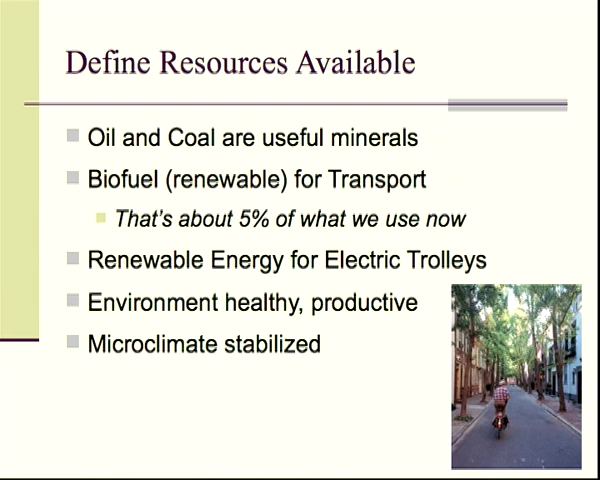 Define Resources Available
Oil and Coal are useful minerals
Biofuel (renewable) for Transport
That's about 5% of what we use now
Renewable Energy for Electric Trolleys
Environment healthy, productive
Microclimate stabilized